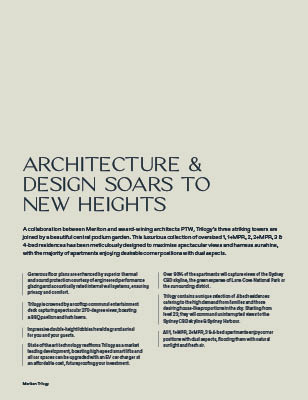 ARCHITECTURE &
DESIGN SOARS TO
NEW HEIGHTS
A collaboration between Meriton and award-winning architects PTW, Trilogy's three striking towers are
joined by a beautiful central podium garden. This luxurious collection of oversized 1, 1+MPR, 2, 2+MPR, 3 &
4-bed residences has been meticulously designed to maximise spectacular views and harness sunshine,
with the majority of apartments enjoying desirable corner positions with dual aspects.
Generous floor plans are enhanced by superior thermal
and sound protection courtesy of engineered performance
glazing and acoustically rated internal wall systems, ensuring
privacy and comfort.
Trilogy is crowned by a rooftop communal entertainment
deck capturing spectacular 270-degree views, boasting
a BBQ pavilion and lush lawns.
Impressive double-height lobbies herald a grand arrival
for you and your guests.
State of the art technology reaffirms Trilogy as a market
leading development, boasting high speed smart lifts and
all car spaces can be upgraded with an EV car charger at
an affordable cost, future proofing your investment.
Over 90% of the apartments will capture views of the Sydney
CBD skyline, the green expanse of Lane Cove National Park or
the surrounding district.
Trilogy contains a unique selection of 4 bed residences
catering to the high demand from families and those
desiring house-like proportions in the sky. Starting from
level 23, they will command uninterrupted views to the
Sydney CBD skyline & Sydney Harbour.
All 1, 1+MPR, 2+MPR, 3 & 4-bed apartments enjoy corner
positions with dual aspects, flooding them with natural
sunlight and fresh air.
Meriton Trilogy